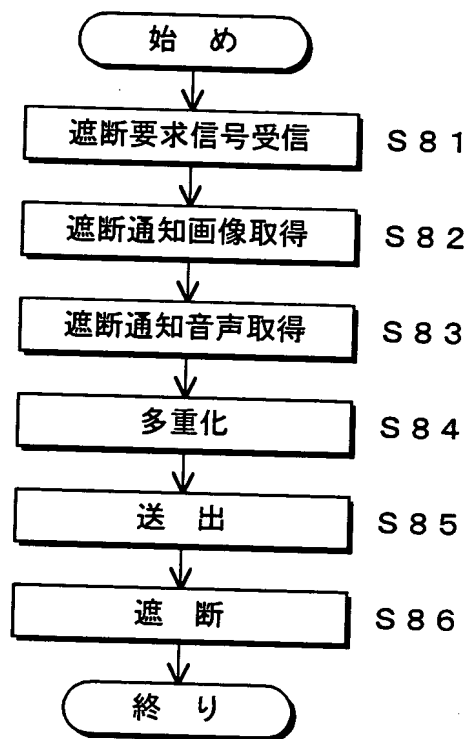 始 め
遮断要求信号受信 S81
遮断通知画像取得 S82
遮断通知音声取得 S83
多重化 S84
送 出 S85
遮 断 S86
終 り